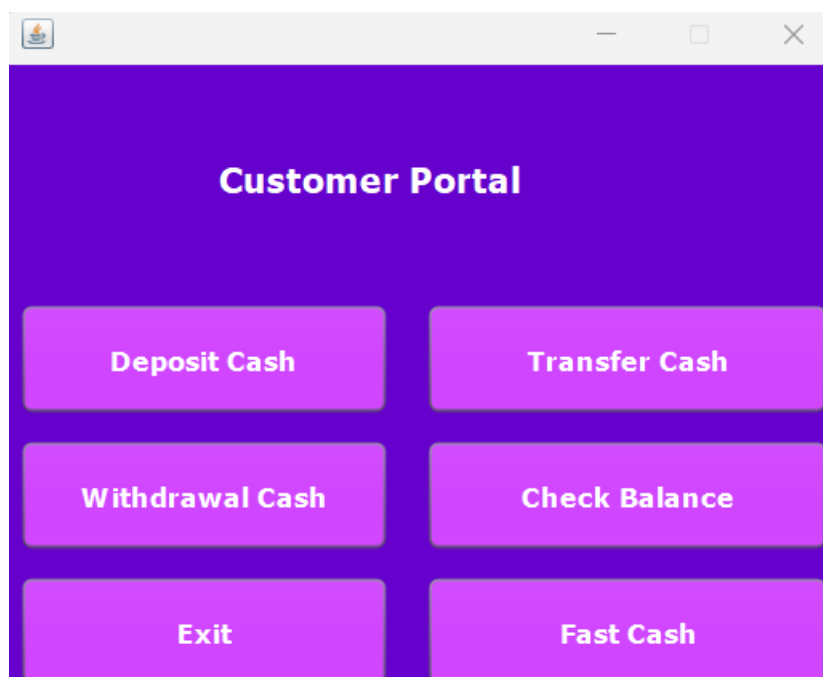 Customer Portal
Deposit Cash
Transfer Cash
Withdrawal Cash
Check Balance
Exit
Fast Cash